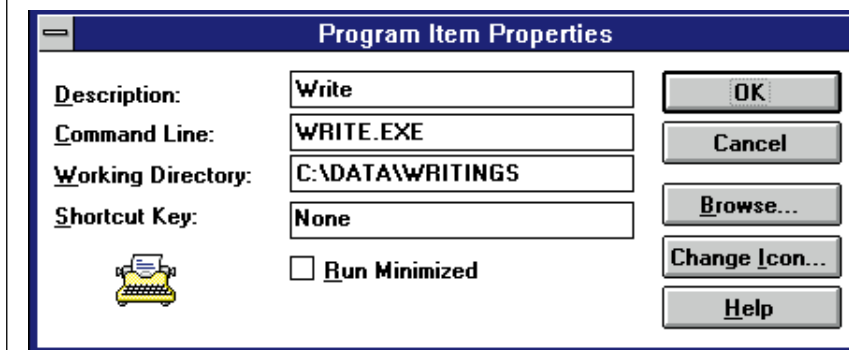 Program Item Properties
Description: Write
Command Line: WRITE.EXE
Working Directory: C:\DATA\WRITINGS
Shortcut Key: None
Run Minimized
OK
Cancel
Browse...
Change Icon...
Help